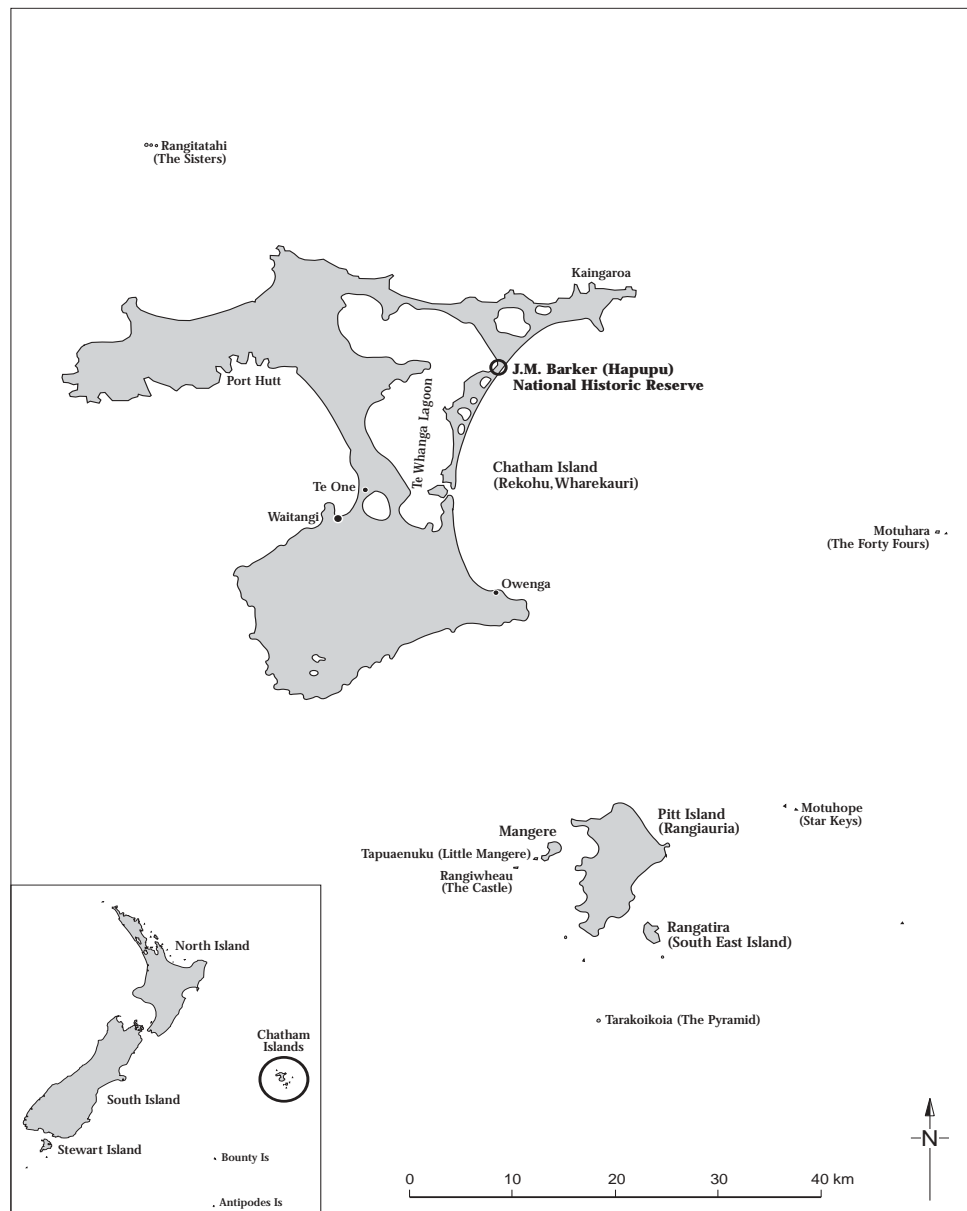 Rangitatahi
(The Sisters)
Kaingaroa
J.M. Barker (Hapupu)
National Historic Reserve
Port Hutt
Te Whanga Lagoon
Chatham Island
(Rekohu, Wharekauri)
Te One
Waitangi
Motuhara
(The Forty Fours)
Owenga
Motuhope
(Star Keys)
Pitt Island
(Rangiauria)
Mangere
Tapuaenuku (Little Mangere)
Rangiwheau
(The Castle)
Rangatira
(South East Island)
Tarakoikoia (The Pyramid)
North Island
Chatham
Islands
South Island
Stewart Island
Bounty Is
Antipodes Is
N
0 10 20 40 km